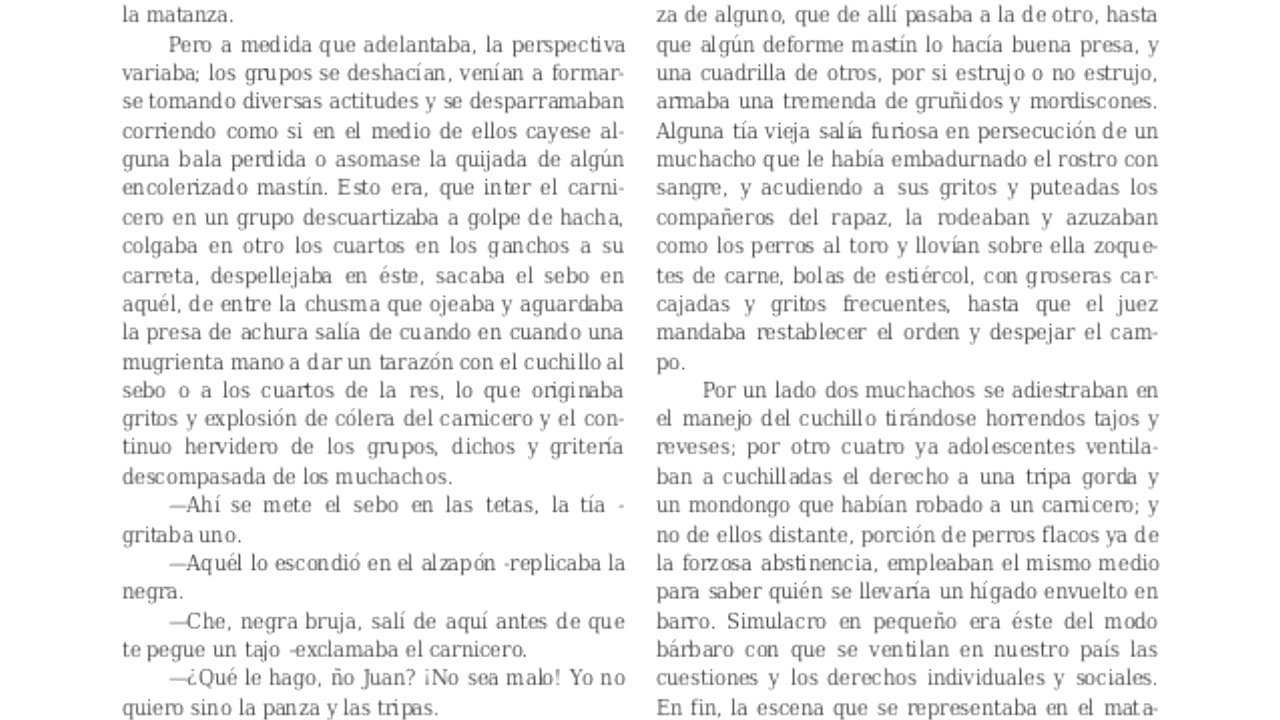 la matanza.
Pero a medida que adelantaba, la perspectiva
variaba; los grupos se deshacían, venían a formar-
se tomando diversas actitudes y se desparramaban
corriendo como si en el medio de ellos cayese al-
guna bala perdida o asomase la quijada de algún
encolerizado mastín. Esto era, que inter el carni-
cero en un grupo descuartizaba a golpe de hacha,
colgaba en otro los cuartos en los ganchos a su
carreta, despellejaba en éste, sacaba el sebo en
aquél, de entre la chusma que ojeaba y aguardaba
la presa de achura salía de cuando en cuando una
mugrienta mano a dar un tarazón con el cuchillo al
sebo o a los cuartos de la res, lo que originaba
gritos y explosión de cólera del carnicero y el con-
tinuo hervidero de los grupos, dichos y gritería
descompasada de los muchachos.
—Ahí se mete el sebo en las tetas, la tía -
gritaba uno.
—Aquél lo escondió en el alzapón -replicaba la
negra.
—Che, negra bruja, salí de aquí antes de que
te pegue un tajo -exclamaba el carnicero.
—¿Qué le hago, ño Juan? ¡No sea malo! Yo no
quiero sino la panza y las tripas.
za de alguno, que de allí pasaba a la de otro, hasta
que algún deforme mastín lo hacía buena presa, y
una cuadrilla de otros, por si estrujo o no estrujo,
armaba una tremenda de gruñidos y mordiscones.
Alguna tía vieja salía furiosa en persecución de un
muchacho que le había embadurnado el rostro con
sangre, y acudiendo a sus gritos y puteadas los
compañeros del rapaz, la rodeaban y azuzaban
como los perros al toro y llovían sobre ella zoque-
tes de carne, bolas de estiércol, con groseras car-
cajadas y gritos frecuentes, hasta que el juez
mandaba restablecer el orden y despejar el cam-
po.
Por un lado dos muchachos se adiestraban en
el manejo del cuchillo tirándose horrendos tajos y
reveses; por otro cuatro ya adolescentes ventila-
ban a cuchilladas el derecho a una tripa gorda y
un mondongo que habían robado a un carnicero; y
no de ellos distante, porción de perros flacos ya de
la forzosa abstinencia, empleaban el mismo medio
para saber quién se llevaría un hígado envuelto en
barro. Simulacro en pequeño era éste del modo
bárbaro con que se ventilan en nuestro país las
cuestiones y los derechos individuales y sociales.
En fin, la escena que se representaba en el mata-